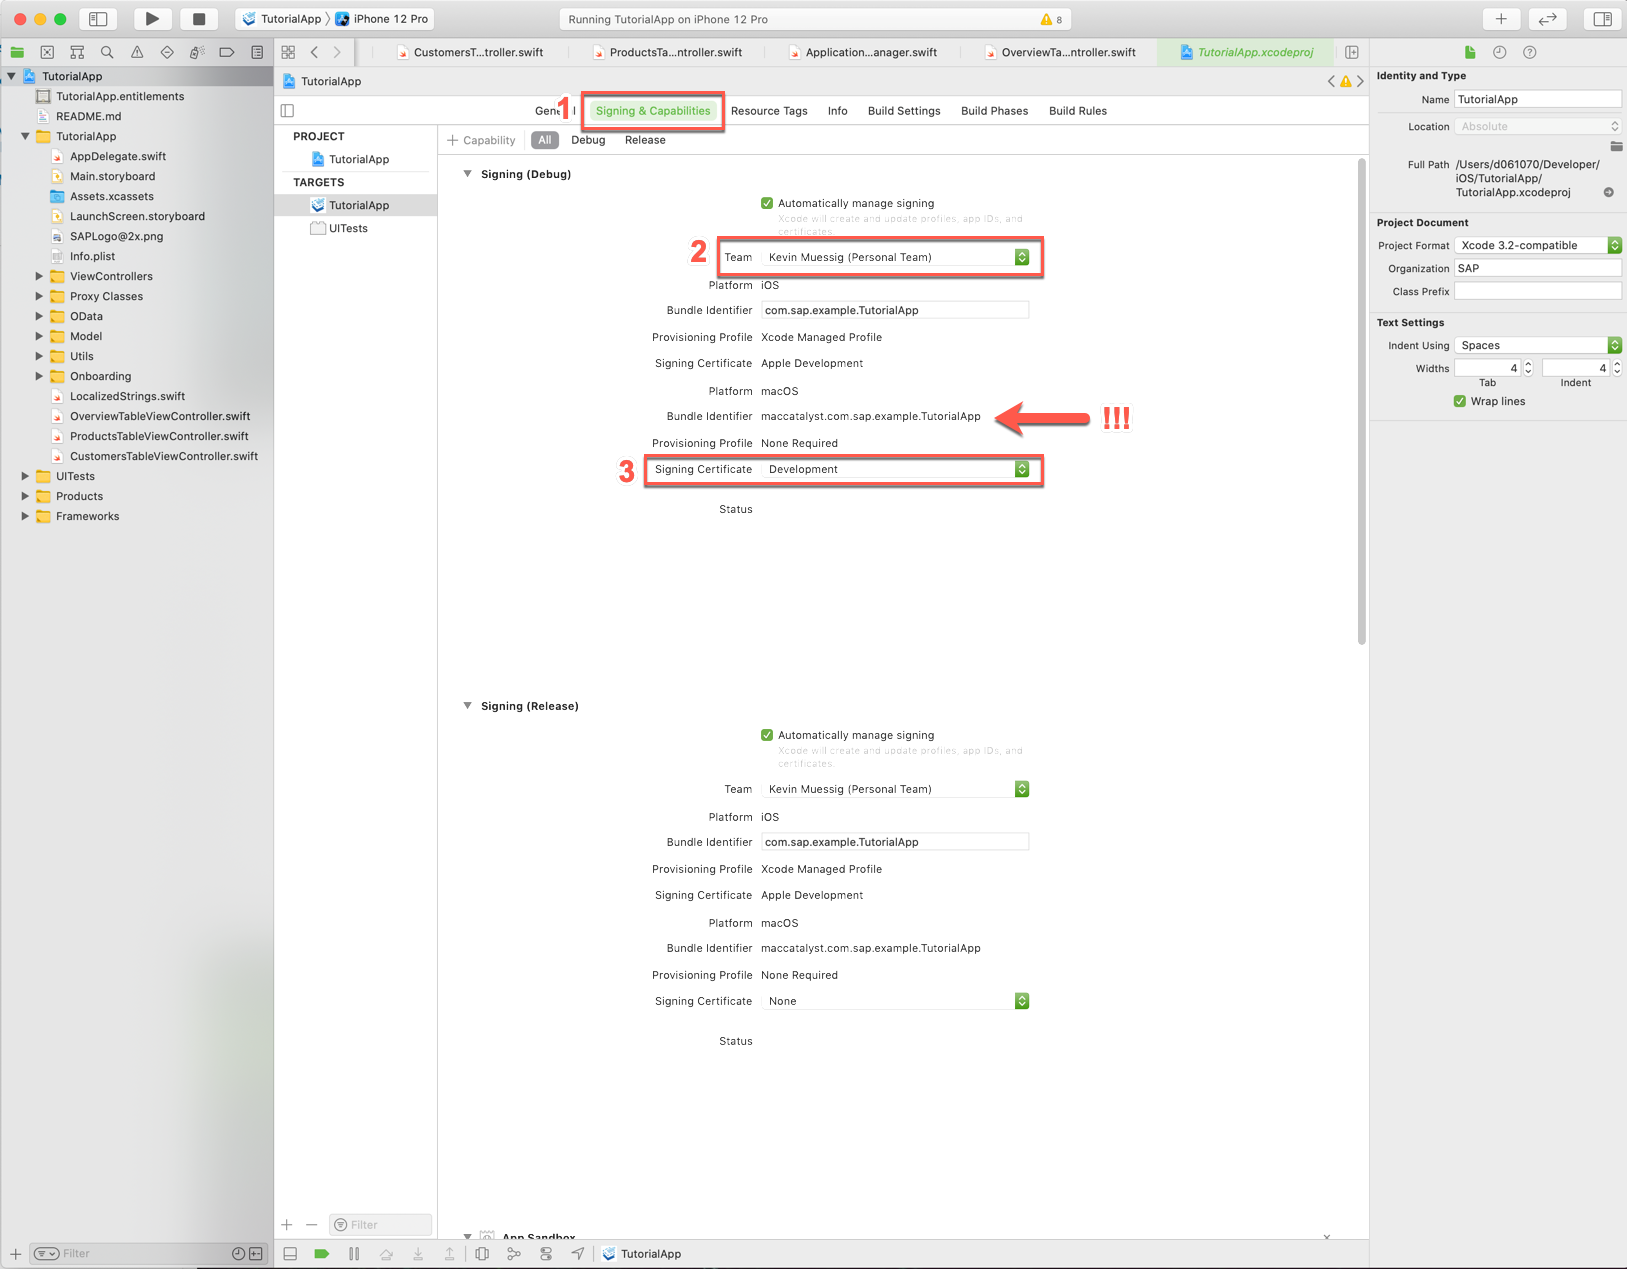 TutorialApp
iPhone 12 Pro
Running TutorialApp on iPhone 12 Pro
8
CustomersT...troller.swift
ProductsTa...ntroller.swift
Application...anager.swift
OverviewTa...ntroller.swift
TutorialApp.xcodeproj
TutorialApp
TutorialApp.entitlements
README.md
TutorialApp
AppDelegate.swift
Main.storyboard
Assets.xcassets
LaunchScreen.storyboard
SAPLogo@2x.png
Info.plist
ViewControllers
Proxy Classes
OData
Model
Utils
Onboarding
LocalizedStrings.swift
OverviewTableViewController.swift
ProductsTableViewController.swift
CustomersTableViewController.swift
UITests
Products
Frameworks
Filter
TutorialApp
1
Signing & Capabilities
Resource Tags
Info
Build Settings
Build Phases
Build Rules
PROJECT
TutorialApp
TARGETS
TutorialApp
UITests
Filter
Capability
All
Debug
Release
Signing (Debug)
Automatically manage signing
Xcode will create and update profiles, app IDs, and
certificates.
2
Team Kevin Muessig (Personal Team)
Platform iOS
Bundle Identifier com.sap.example.TutorialApp
Provisioning Profile Xcode Managed Profile
Signing Certificate Apple Development
Platform macOS
Bundle Identifier maccatalyst.com.sap.example.TutorialApp
!!!
Provisioning Profile None Required
3
Signing Certificate Development
Status
Signing (Release)
Automatically manage signing
Xcode will create and update profiles, app IDs, and
certificates.
Team Kevin Muessig (Personal Team)
Platform iOS
Bundle Identifier com.sap.example.TutorialApp
Provisioning Profile Xcode Managed Profile
Signing Certificate Apple Development
Platform macOS
Bundle Identifier maccatalyst.com.sap.example.TutorialApp
Provisioning Profile None Required
Signing Certificate None
Status
App Sandbox
TutorialApp
Identity and Type
Name TutorialApp
Location Absolute
Full Path /Users/d061070/Developer/
iOS/TutorialApp/
TutorialApp.xcodeproj
Project Document
Project Format Xcode 3.2-compatible
Organization SAP
Class Prefix
Text Settings
Indent Using Spaces
Widths 4 4
Tab Indent
Wrap lines